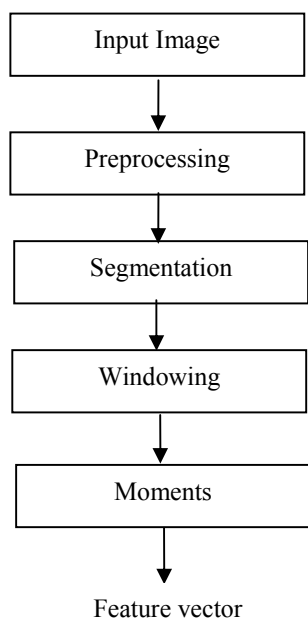 Input Image
Preprocessing
Segmentation
Windowing
Moments
Feature vector